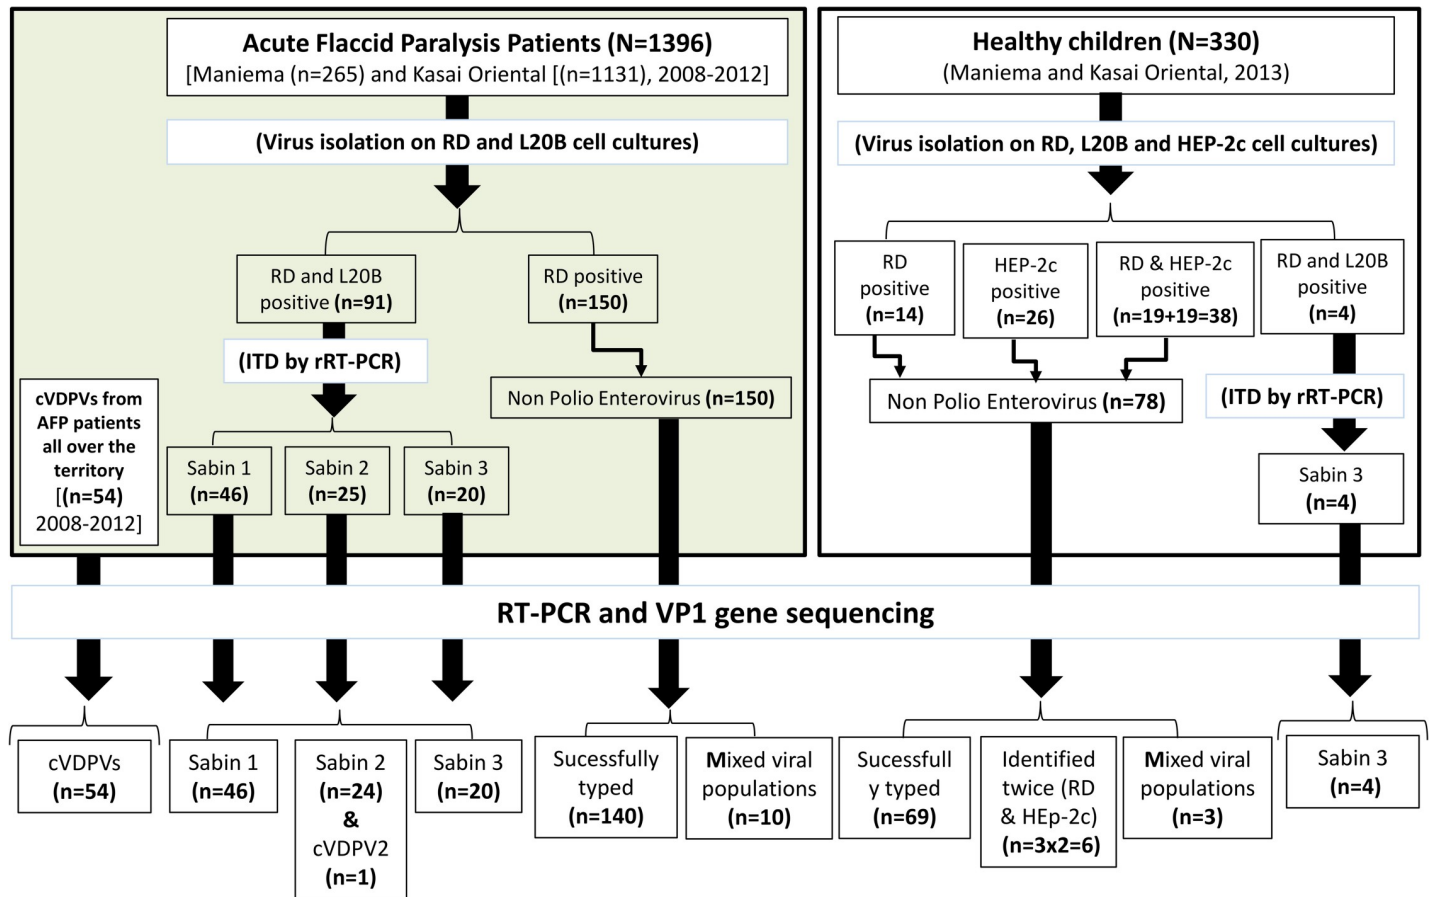 Acute Flaccid Paralysis Patients (N=1396)
[Maniema (n=265) and Kasai Oriental [(n=1131), 2008-2012]
(Virus isolation on RD and L20B cell cultures)
RD and L20B
positive (n=91)
RD positive
(n=150)
(ITD by rRT-PCR)
Non Polio Enterovirus (n=150)
cVDPVs from
AFP patients
all over the
territory
[(n=54)
2008-2012]
Sabin 1
(n=46)
Sabin 2
(n=25)
Sabin 3
(n=20)
Healthy children (N=330)
(Maniema and Kasai Oriental, 2013)
(Virus isolation on RD, L20B and HEP-2c cell cultures)
RD
positive
(n=14)
HEP-2c
positive
(n=26)
RD & HEP-2c
positive
(n=19+19=38)
RD and L20B
positive
(n=4)
Non Polio Enterovirus (n=78)
(ITD by rRT-PCR)
Sabin 3
(n=4)
RT-PCR and VP1 gene sequencing
cVDPVs
(n=54)
Sabin 1
(n=46)
Sabin 2
(n=24)
&
cVDPV2
(n=1)
Sabin 3
(n=20)
Sucessfully
typed
(n=140)
Mixed viral
populations
(n=10)
Sucessfull
y typed
(n=69)
Identified
twice (RD
& HEp-2c)
(n=3x2=6)
Mixed viral
populations
(n=3)
Sabin 3
(n=4)